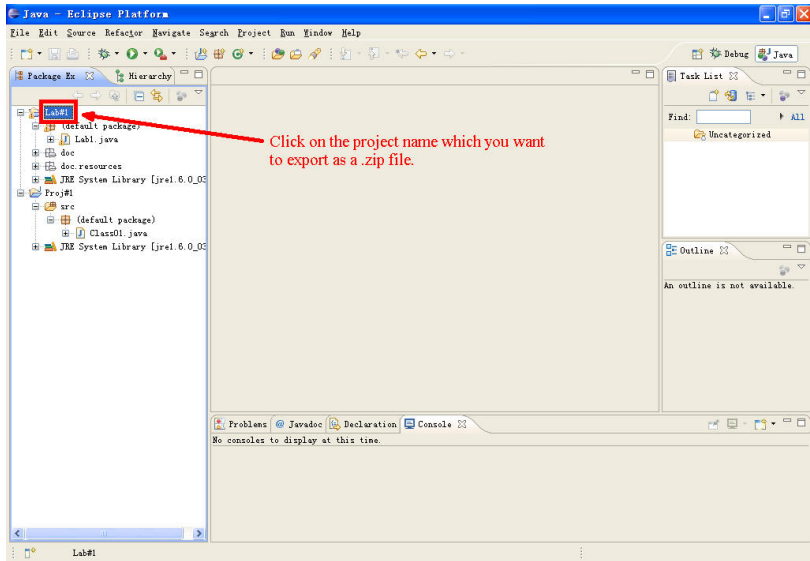 Java - Eclipse Platform
File Edit Source Refactor Navigate Search Project Run Window Help
Debug Java
Package Ex Hierarchy
Task List
Lab#1
(default package)
Lab1.java
doc
doc.resources
JRE System Library [jre1.6.0_03
Proj#1
src
(default package)
Class01.java
JRE System Library [jre1.6.0_03
Click on the project name which you want
to export as a .zip file.
Find: All
Uncategorized
Outline
An outline is not available.
Problems Javadoc Declaration Console
No consoles to display at this time.
Lab#1